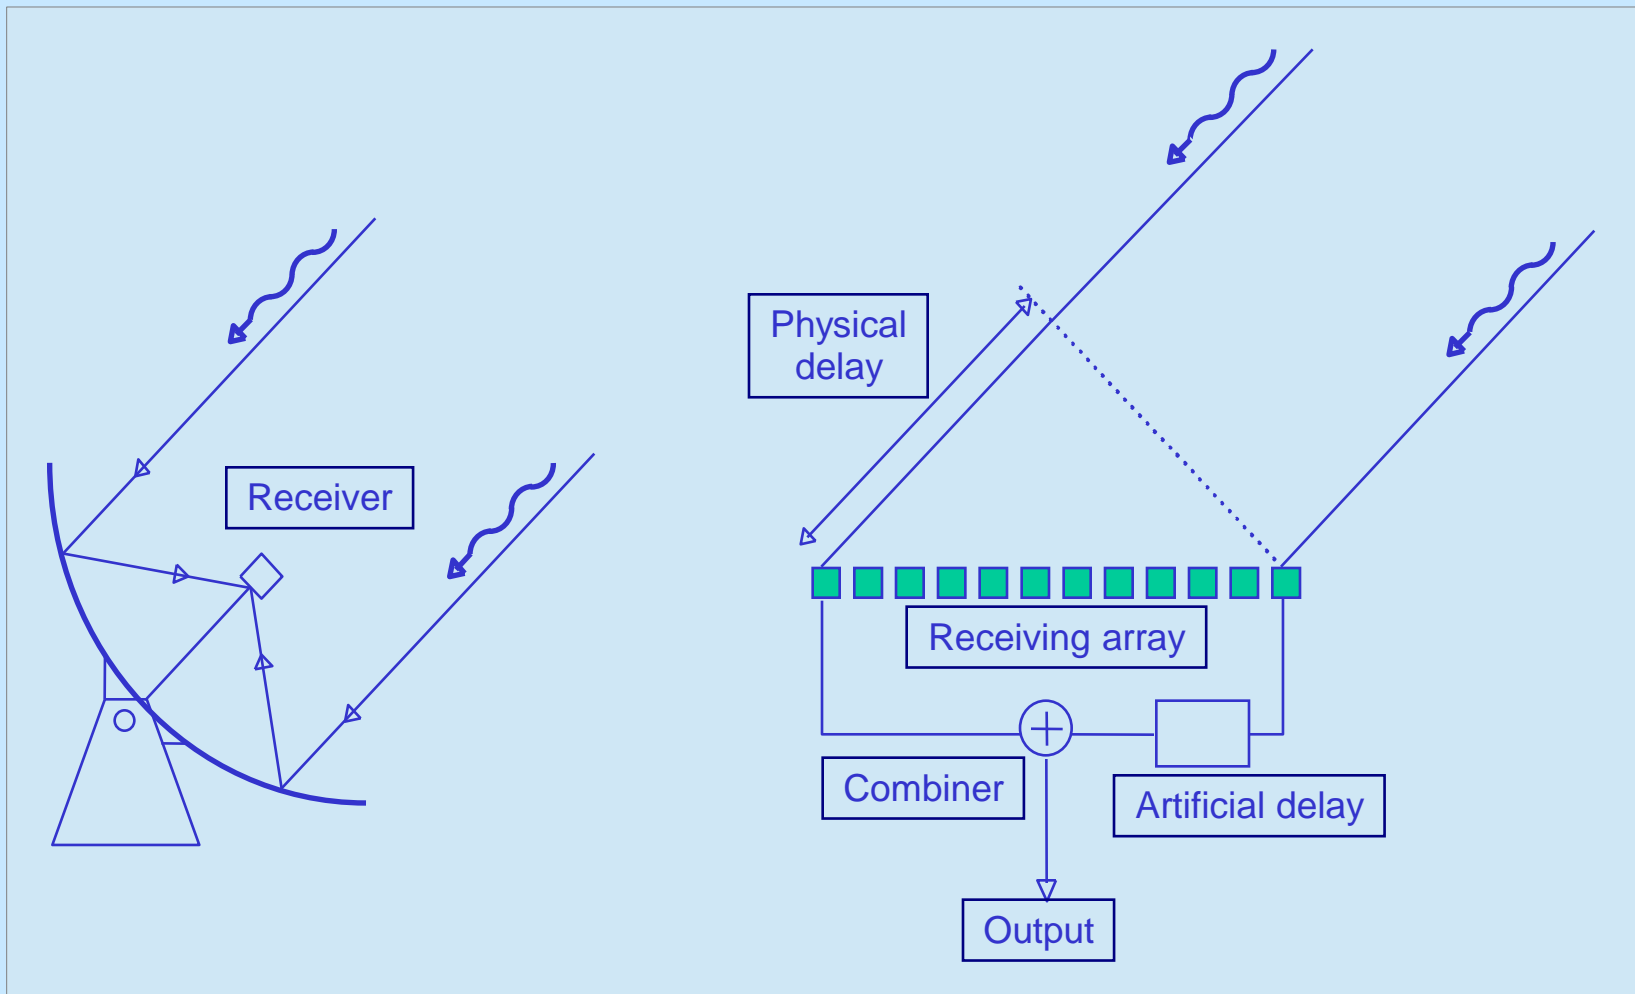 Receiver
Physical
delay
Receiving array
Combiner
Artificial delay
Output